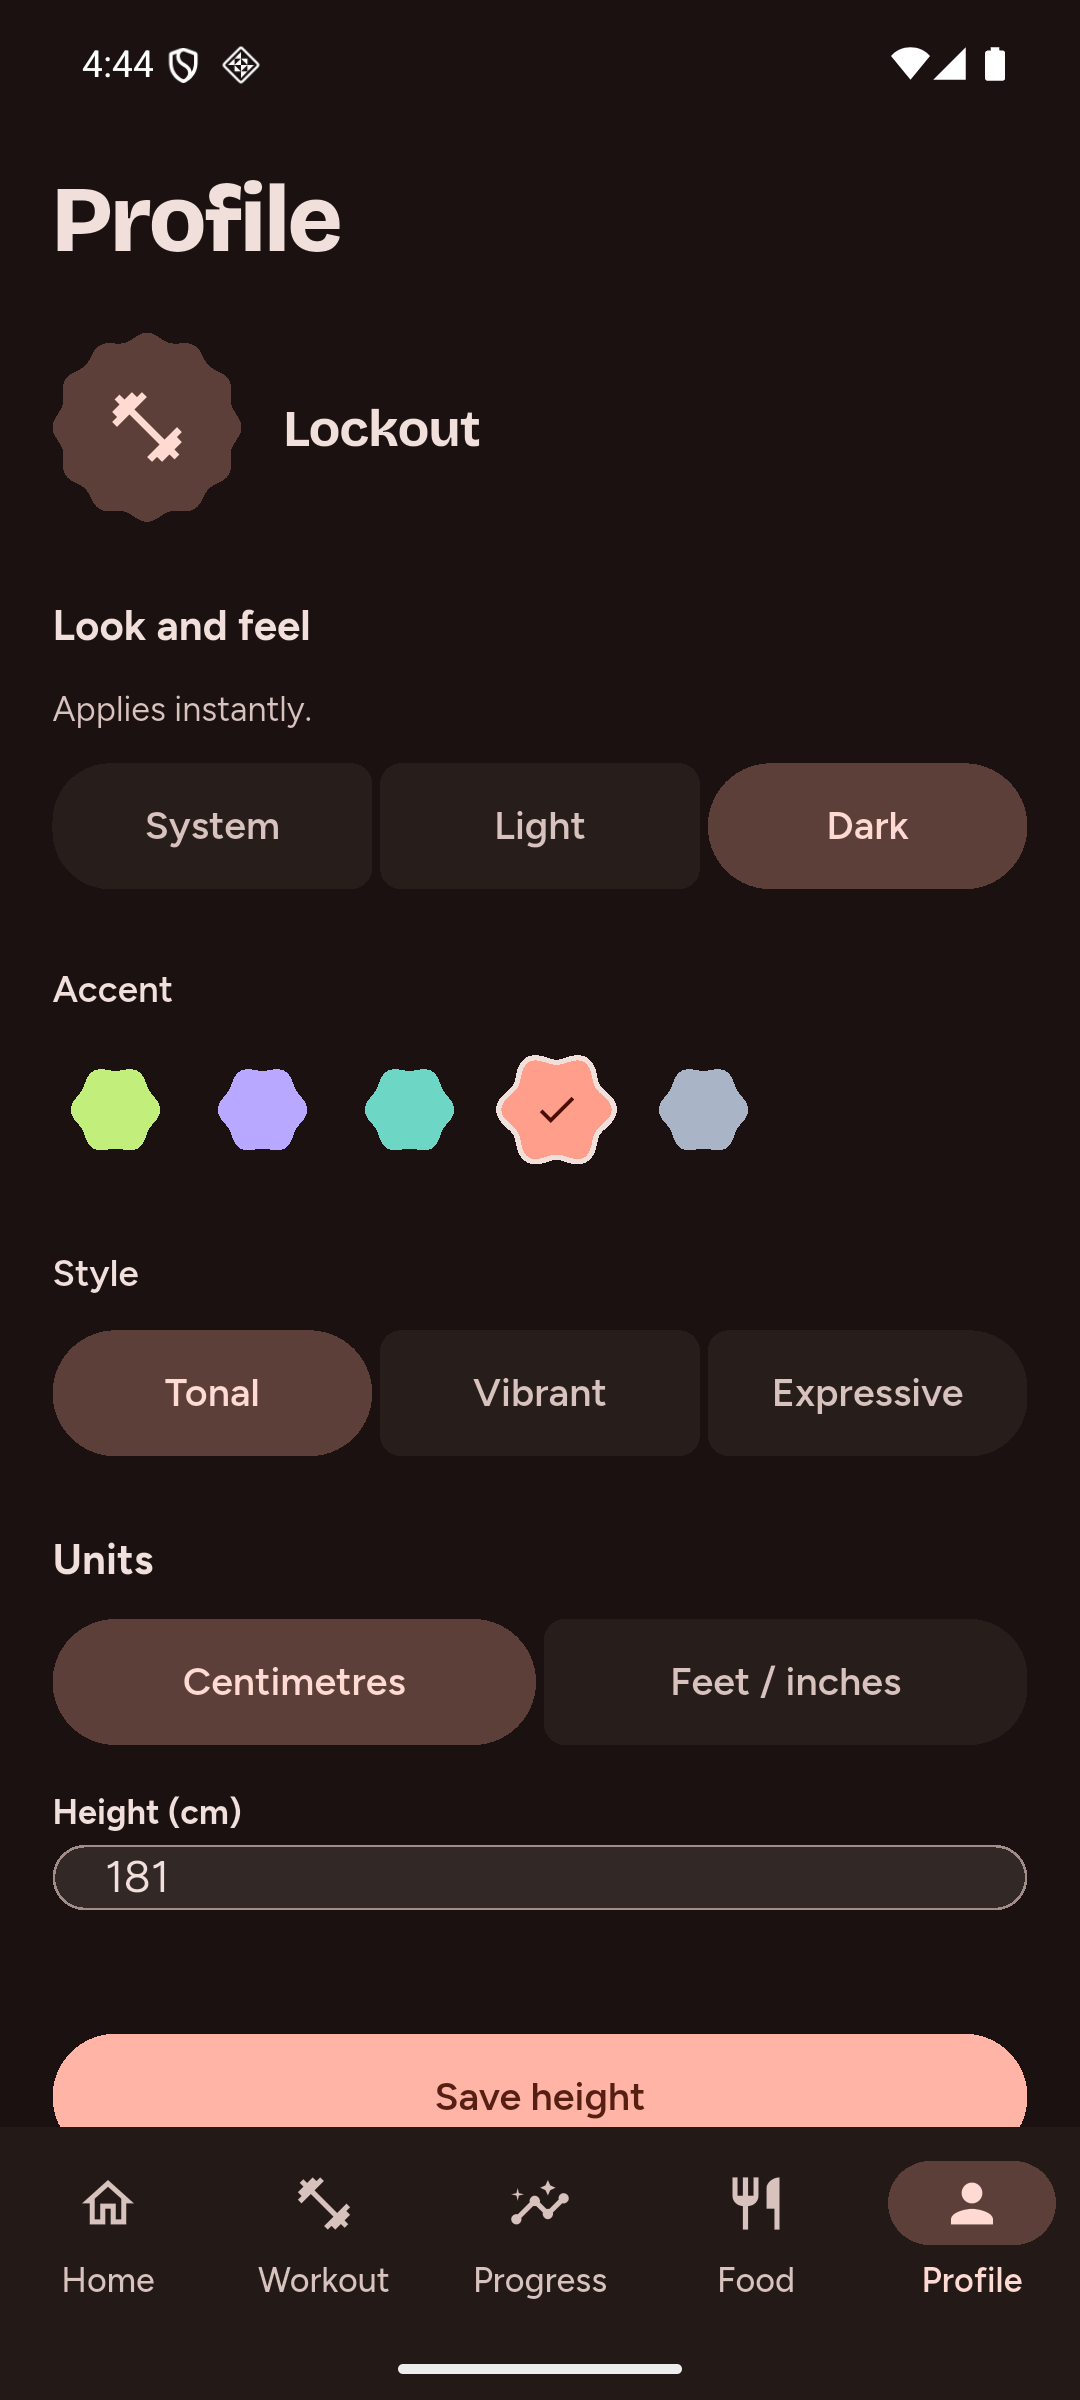 4:44
Profile
Lockout
Look and feel
Applies instantly.
System Light Dark
Accent
Style
Tonal Vibrant Expressive
Units
Centimetres Feet / inches
Height (cm)
181
Save height
Home Workout Progress Food Profile